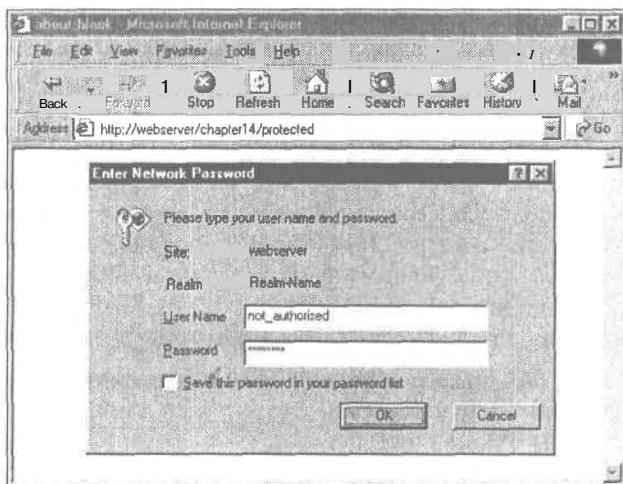 about:blank - Microsoft Internet Explorer
File Edit View Favorites Tools Help
Back Forward Stop Refresh Home Search Favorites History Mail
Address http://webserver/chapter14/protected Go
Enter Network Password
Please type your user name and password.
Site: webserver
Realm Realm-Name
User Name not_authorised
Password ********
Save this password in your password list
OK Cancel